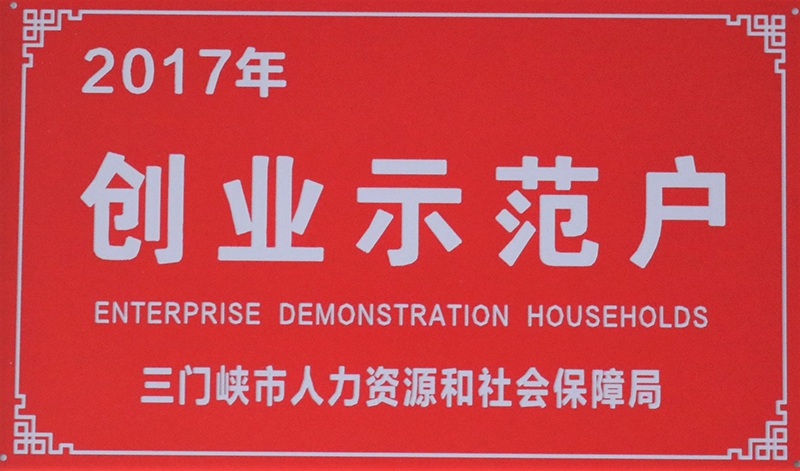 2017年
创业示范户
ENTERPRISE DEMONSTRATION HOUSEHOLDS
三门峡市人力资源和社会保障局